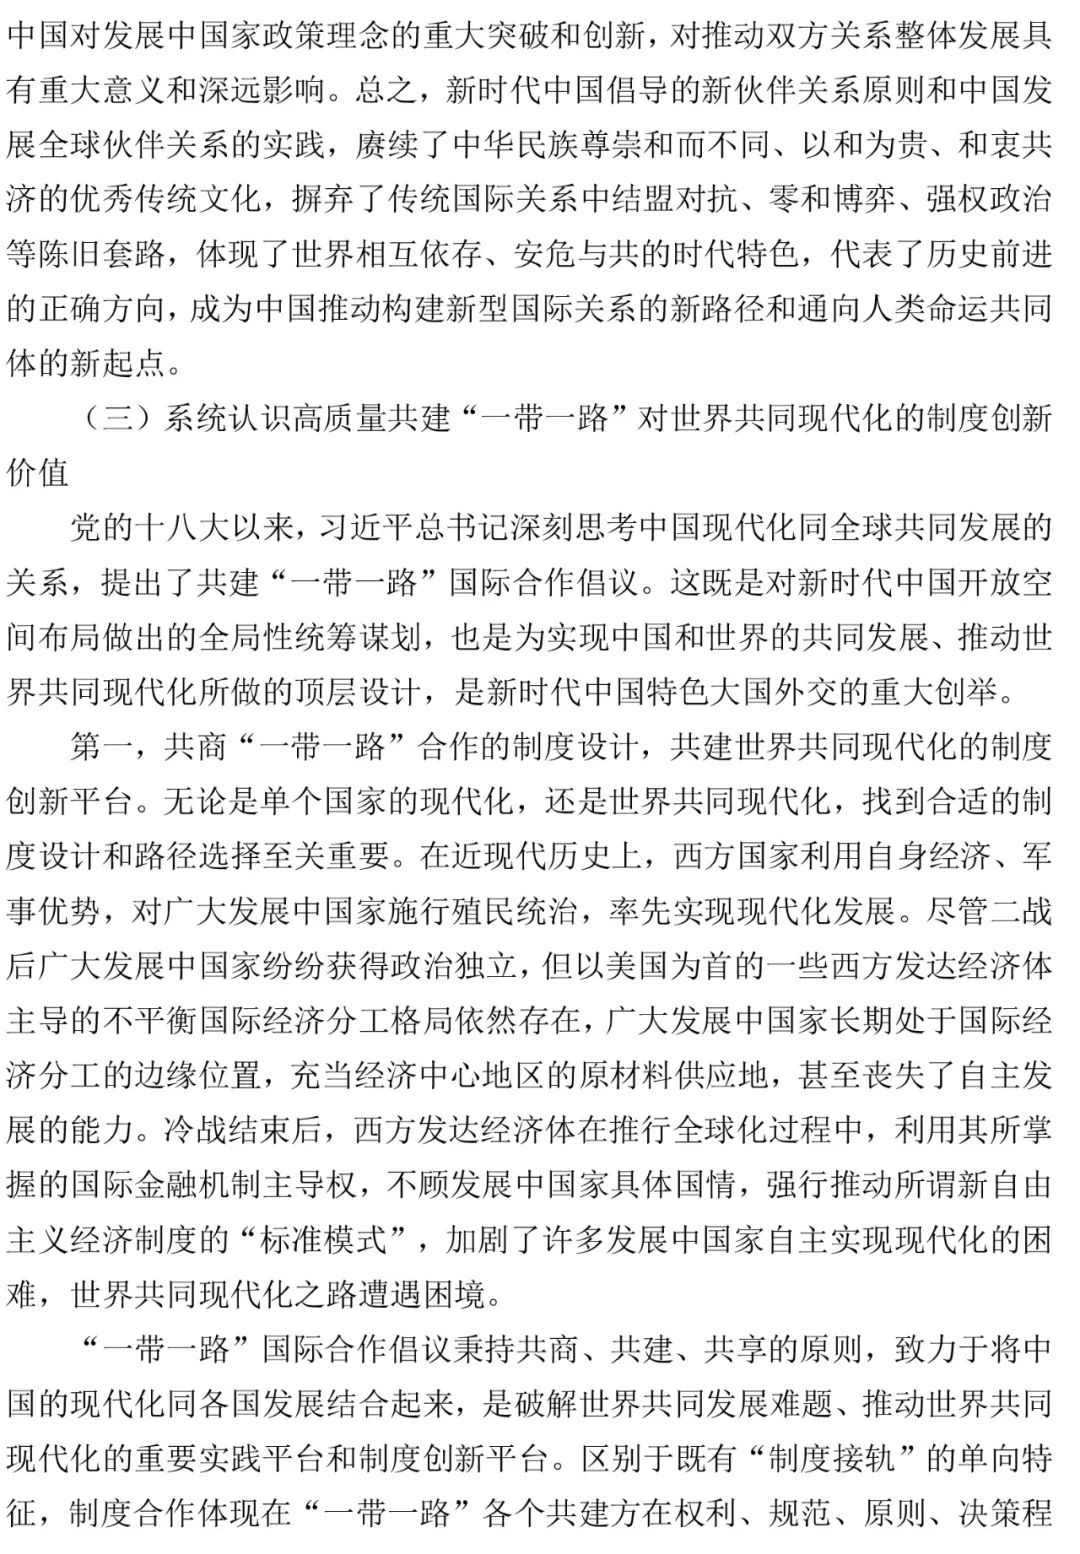 中国对发展中国家政策理念的重大突破和创新，对推动双方关系整体发展具
有重大意义和深远影响。总之，新时代中国倡导的新伙伴关系原则和中国发
展全球伙伴关系的实践，赓续了中华民族尊崇和而不同、以和为贵、和衷共
济的优秀传统文化，摒弃了传统国际关系中结盟对抗、零和博弈、强权政治
等陈旧套路，体现了世界相互依存、安危与共的时代特色，代表了历史前进
的正确方向，成为中国推动构建新型国际关系的新路径和通向人类命运共同
体的新起点。
（三）系统认识高质量共建“一带一路”对世界共同现代化的制度创新
价值
党的十八大以来，习近平总书记深刻思考中国现代化同全球共同发展的
关系，提出了共建“一带一路”国际合作倡议。这既是对新时代中国开放空
间布局做出的全局性统筹谋划，也是为实现中国和世界的共同发展、推动世
界共同现代化所做的顶层设计，是新时代中国特色大国外交的重大创举。
第一，共商“一带一路”合作的制度设计，共建世界共同现代化的制度
创新平台。无论是单个国家的现代化，还是世界共同现代化，找到合适的制
度设计和路径选择至关重要。在近现代历史上，西方国家利用自身经济、军
事优势，对广大发展中国家施行殖民统治，率先实现现代化发展。尽管二战
后广大发展中国家纷纷获得政治独立，但以美国为首的一些西方发达经济体
主导的不平衡国际经济分工格局依然存在，广大发展中国家长期处于国际经
济分工的边缘位置，充当经济中心地区的原材料供应地，甚至丧失了自主发
展的能力。冷战结束后，西方发达经济体在推行全球化过程中，利用其所掌
握的国际金融机制主导权，不顾发展中国家具体国情，强行推动所谓新自由
主义经济制度的“标准模式”，加剧了许多发展中国家自主实现现代化的困
难，世界共同现代化之路遭遇困境。
“一带一路”国际合作倡议秉持共商、共建、共享的原则，致力于将中
国的现代化同各国发展结合起来，是破解世界共同发展难题、推动世界共同
现代化的重要实践平台和制度创新平台。区别于既有“制度接轨”的单向特
征，制度合作体现在“一带一路”各个共建方在权利、规范、原则、决策程